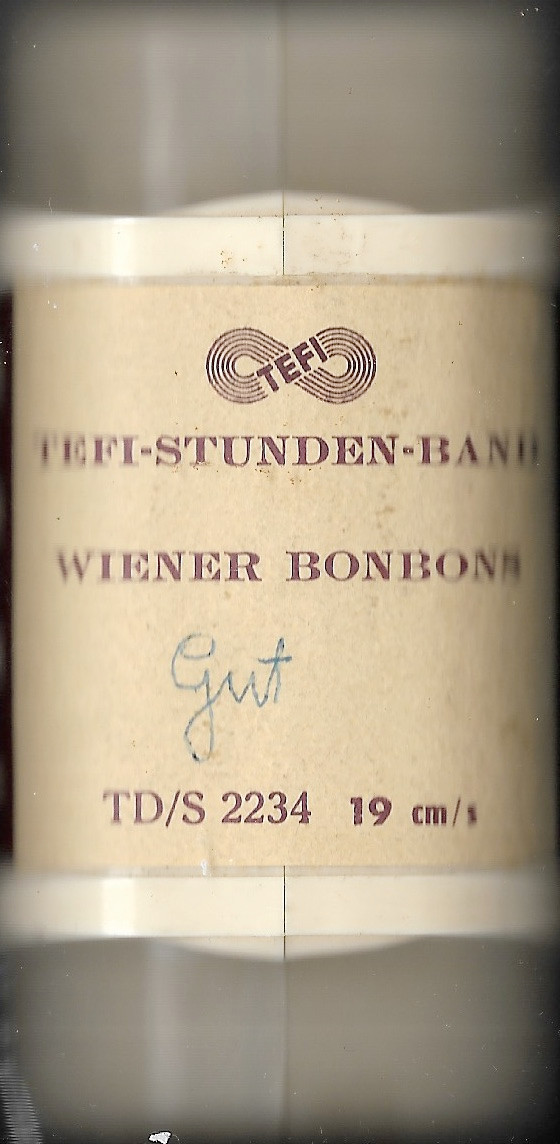 TEFI
TEFI-STUNDEN-BAND
WIENER BONBONS
Gut
TD/S 2234 19 cm/s